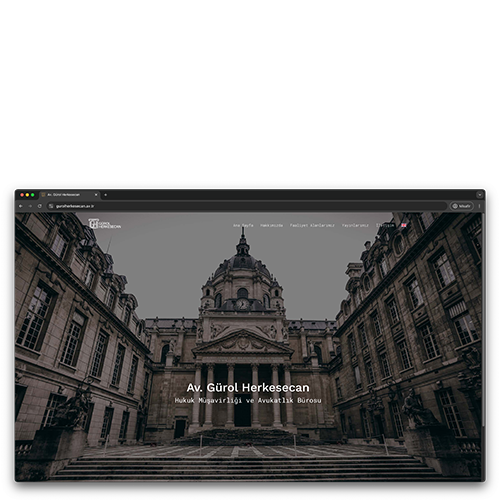 Av. Gürol Herkesecan
gurolherkesecan.av.tr
GÜROL
HERKESECAN
Ana Sayfa Hakkımızda Faaliyet Alanlarımız Yayınlarımız İletişim
Av. Gürol Herkesecan
Hukuk Müşavirliği ve Avukatlık Bürosu